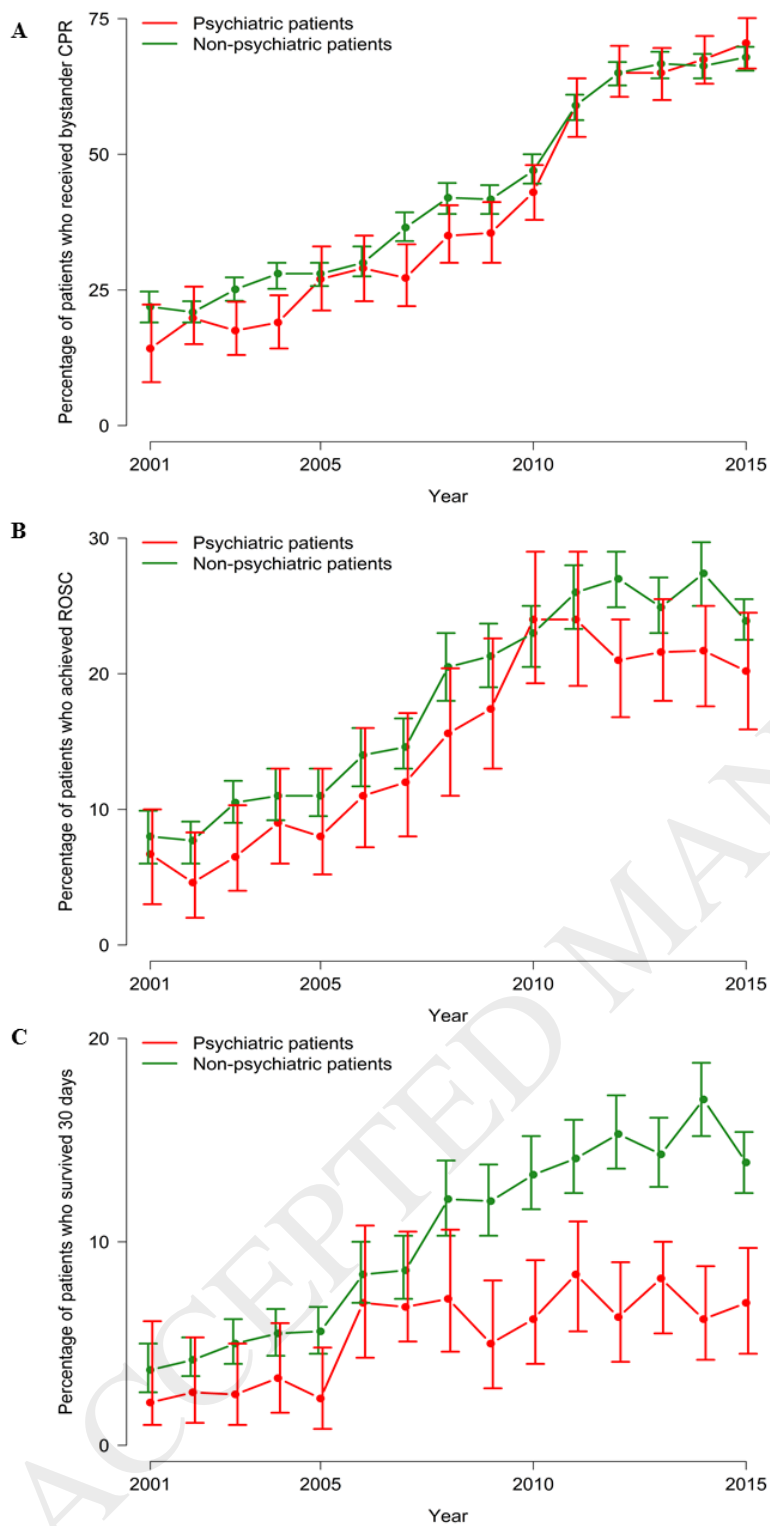 A
Percentage of patients who received bystander CPR
75
50
25
0
Psychiatric patients
Non-psychiatric patients
2001 2005 2010 2015
Year
B
Percentage of patients who achieved ROSC
30
20
10
0
Psychiatric patients
Non-psychiatric patients
2001 2005 2010 2015
Year
C
Percentage of patients who survived 30 days
20
10
0
Psychiatric patients
Non-psychiatric patients
2001 2005 2010 2015
Year
ACCEPTED MAN